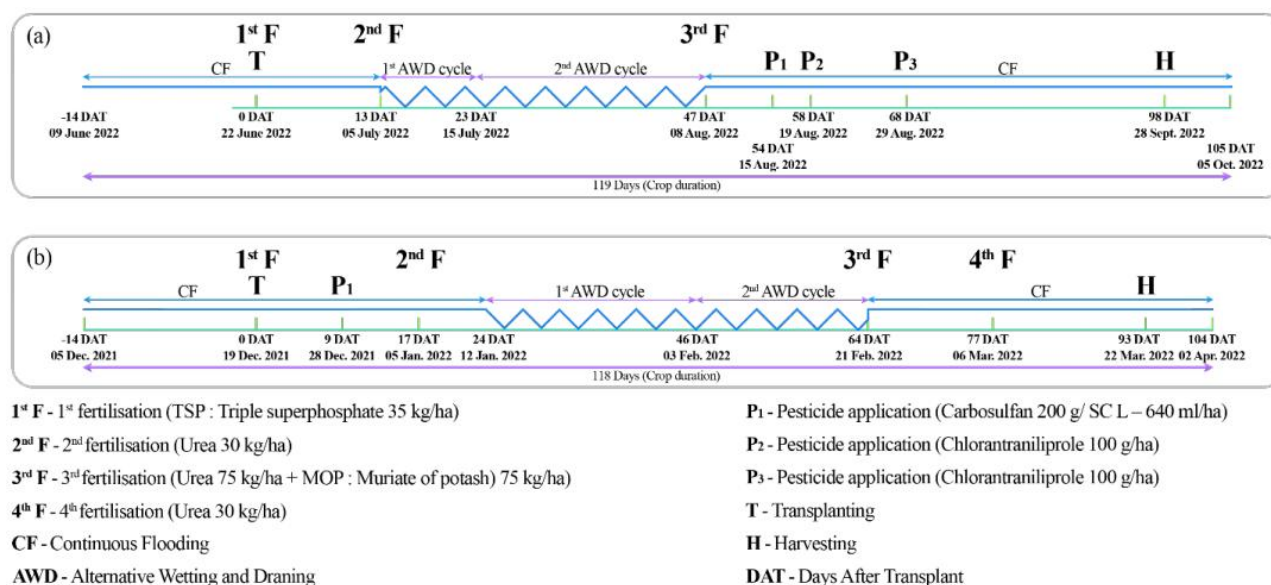 (a)
1st F 2nd F 3rd F
T P1 P2 P3 H
CF 1st AWD cycle 2nd AWD cycle CF
-14 DAT 0 DAT 13 DAT 23 DAT 47 DAT 58 DAT 68 DAT 98 DAT
09 June 2022 22 June 2022 05 July 2022 15 July 2022 08 Aug. 2022 19 Aug. 2022 29 Aug. 2022 28 Sept. 2022
54 DAT 105 DAT
15 Aug. 2022 05 Oct. 2022
119 Days (Crop duration)
(b)
1st F 2nd F 3rd F 4th F
T P1 H
CF 1st AWD cycle 2nd AWD cycle CF
-14 DAT 0 DAT 9 DAT 17 DAT 24 DAT 46 DAT 64 DAT 77 DAT 93 DAT 104 DAT
05 Dec. 2021 19 Dec. 2021 28 Dec. 2021 05 Jan. 2022 12 Jan. 2022 03 Feb. 2022 21 Feb. 2022 06 Mar. 2022 22 Mar. 2022 02 Apr. 2022
118 Days (Crop duration)
1st F - 1st fertilisation (TSP : Triple superphosphate 35 kg/ha)
2nd F - 2nd fertilisation (Urea 30 kg/ha)
3rd F - 3rd fertilisation (Urea 75 kg/ha + MOP : Muriate of potash) 75 kg/ha)
4th F - 4th fertilisation (Urea 30 kg/ha)
CF - Continuous Flooding
AWD - Alternative Wetting and Draning
P1 - Pesticide application (Carbosulfan 200 g/ SC L – 640 ml/ha)
P2 - Pesticide application (Chlorantraniliprole 100 g/ha)
P3 - Pesticide application (Chlorantraniliprole 100 g/ha)
T - Transplanting
H - Harvesting
DAT - Days After Transplant